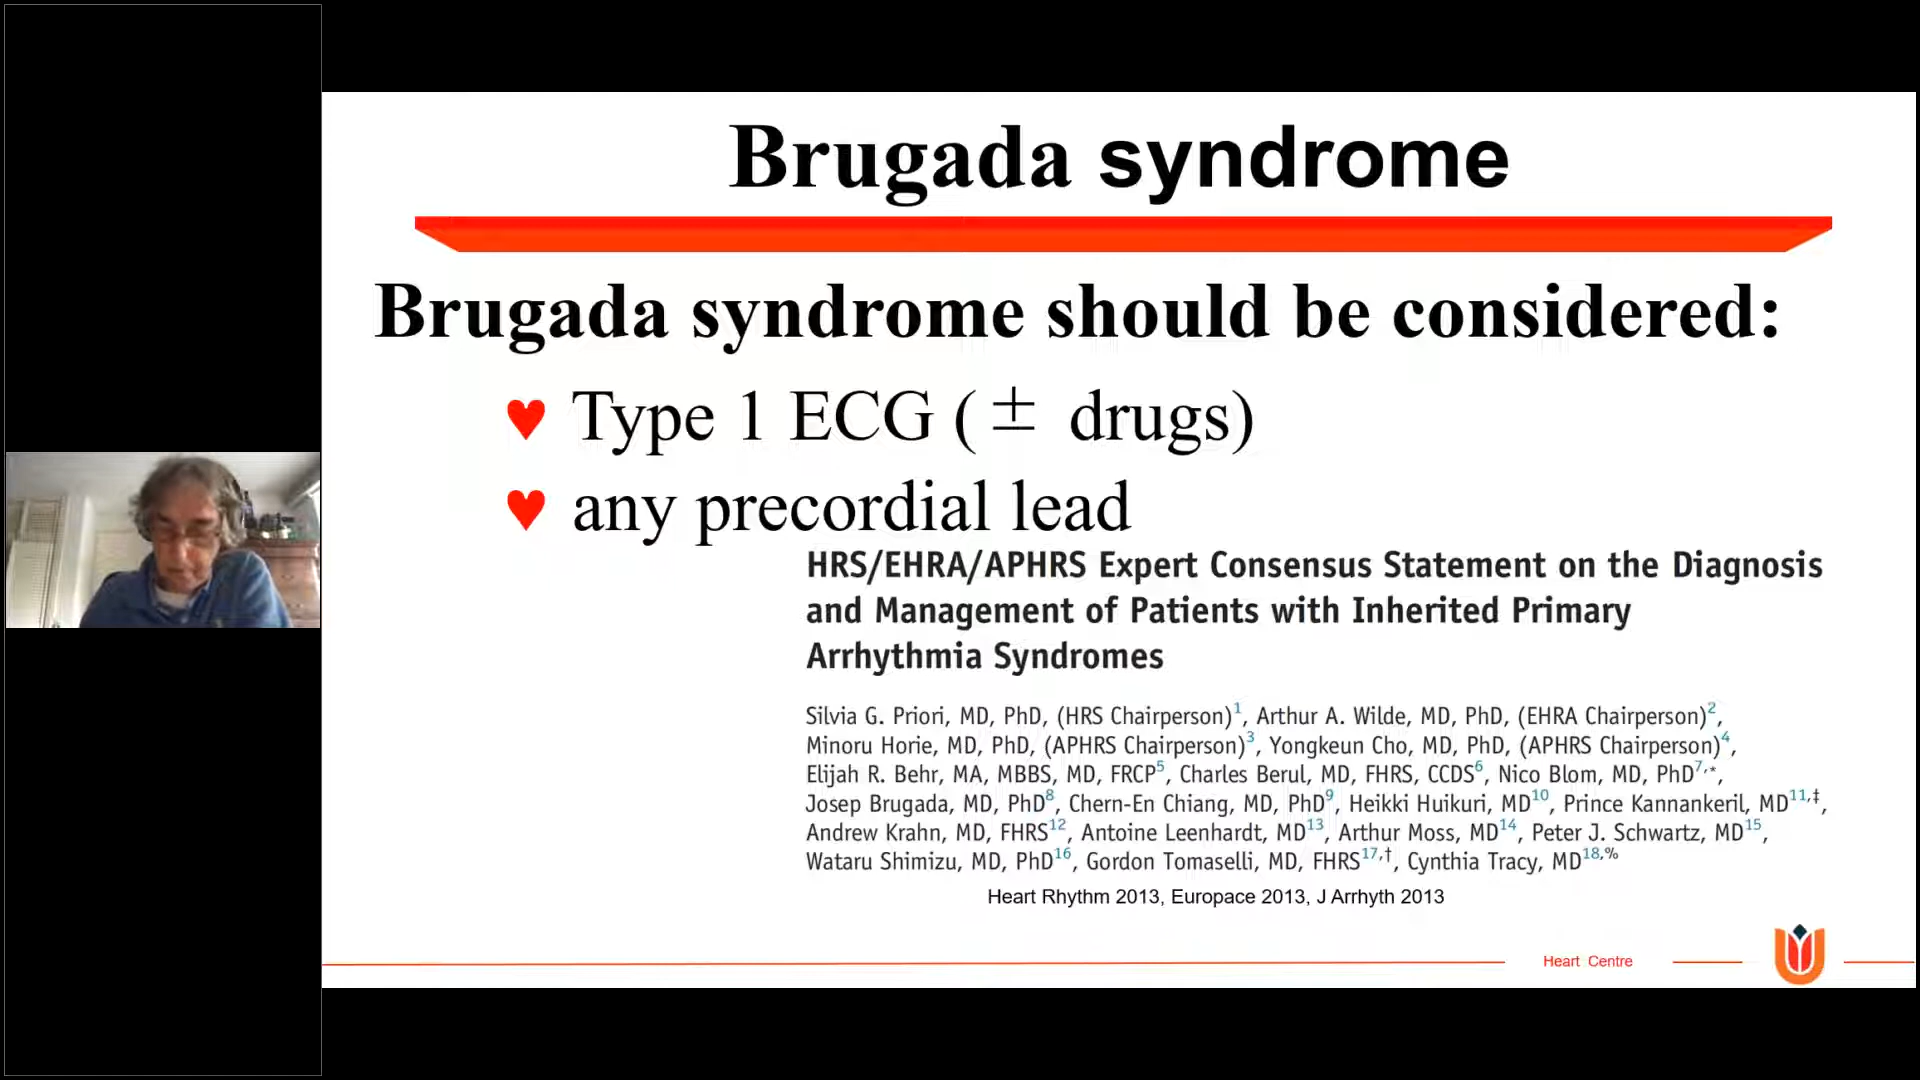 Brugada syndrome
Brugada syndrome should be considered:
♥ Type 1 ECG ( ± drugs)
♥ any precordial lead
HRS/EHRA/APHRS Expert Consensus Statement on the Diagnosis
and Management of Patients with Inherited Primary
Arrhythmia Syndromes
Silvia G. Priori, MD, PhD, (HRS Chairperson)1, Arthur A. Wilde, MD, PhD, (EHRA Chairperson)2,
Minoru Horie, MD, PhD, (APHRS Chairperson)3, Yongkeun Cho, MD, PhD, (APHRS Chairperson)4,
Elijah R. Behr, MA, MBBS, MD, FRCP5, Charles Berul, MD, FHRS, CCDS6, Nico Blom, MD, PhD7,*,
Josep Brugada, MD, PhD8, Chern-En Chiang, MD, PhD9, Heikki Huikuri, MD10, Prince Kannankeril, MD11,‡,
Andrew Krahn, MD, FHRS12, Antoine Leenhardt, MD13, Arthur Moss, MD14, Peter J. Schwartz, MD15,
Wataru Shimizu, MD, PhD16, Gordon Tomaselli, MD, FHRS17,†, Cynthia Tracy, MD18,%
Heart Rhythm 2013, Europace 2013, J Arrhyth 2013
Heart Centre